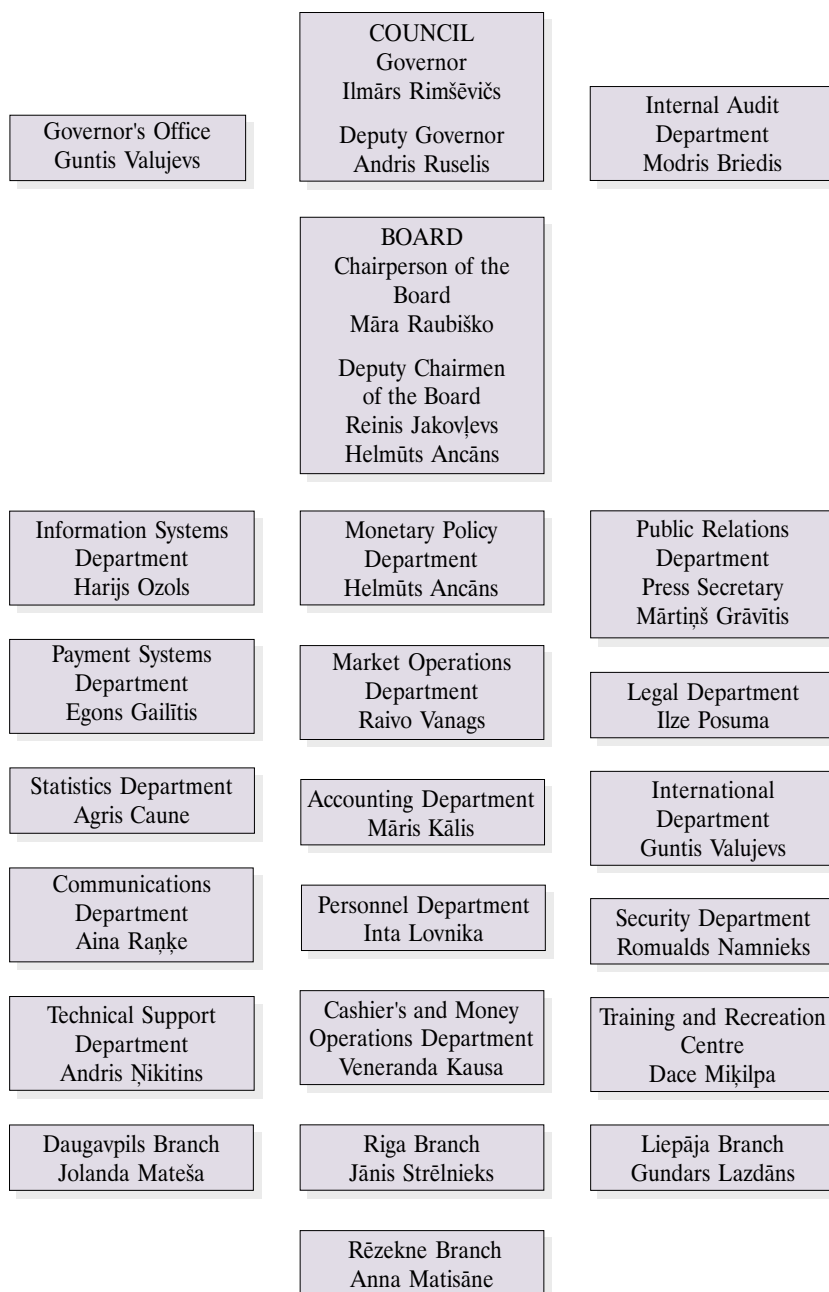 COUNCIL
Governor
Ilmārs Rimšēvičs
Deputy Governor
Andris Ruselis
Governor's Office
Guntis Valujevs
Internal Audit
Department
Modris Briedis
BOARD
Chairperson of the
Board
Māra Raubiško
Deputy Chairmen
of the Board
Reinis Jakovļevs
Helmūts Ancāns
Information Systems
Department
Harijs Ozols
Monetary Policy
Department
Helmūts Ancāns
Public Relations
Department
Press Secretary
Mārtiņš Grāvītis
Payment Systems
Department
Egons Gailītis
Market Operations
Department
Raivo Vanags
Legal Department
Ilze Posuma
Statistics Department
Agris Caune
Accounting Department
Māris Kālis
International
Department
Guntis Valujevs
Communications
Department
Aina Raņķe
Personnel Department
Inta Lovnika
Security Department
Romualds Namnieks
Technical Support
Department
Andris Ņikitins
Cashier's and Money
Operations Department
Veneranda Kausa
Training and Recreation
Centre
Dace Miķilpa
Daugavpils Branch
Jolanda Mateša
Riga Branch
Jānis Strēlnieks
Liepāja Branch
Gundars Lazdāns
Rēzekne Branch
Anna Matisāne